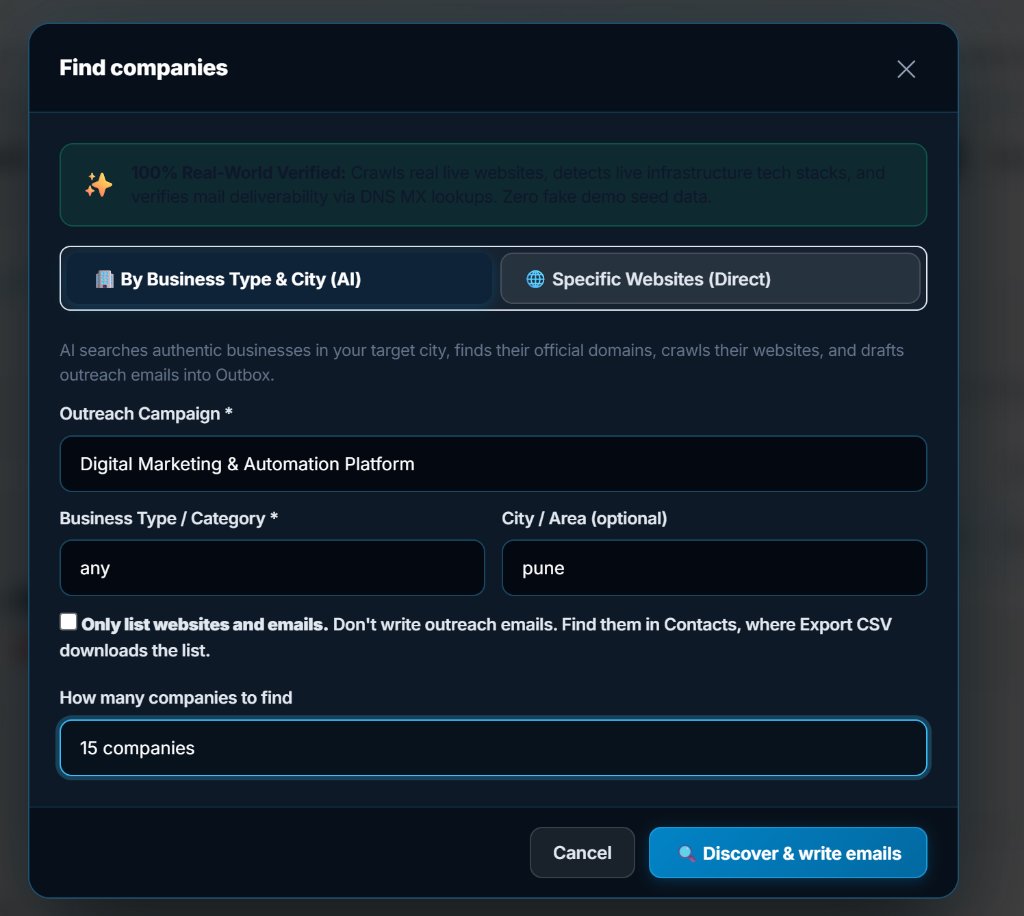 Find companies
100% Real-World Verified: Crawls real live websites, detects live infrastructure tech stacks, and
verifies mail deliverability via DNS MX lookups. Zero fake demo seed data.
By Business Type & City (AI)
Specific Websites (Direct)
AI searches authentic businesses in your target city, finds their official domains, crawls their websites, and drafts
outreach emails into Outbox.
Outreach Campaign *
Digital Marketing & Automation Platform
Business Type / Category *
City / Area (optional)
any
pune
Only list websites and emails. Don't write outreach emails. Find them in Contacts, where Export CSV
downloads the list.
How many companies to find
15 companies
Cancel
Discover & write emails